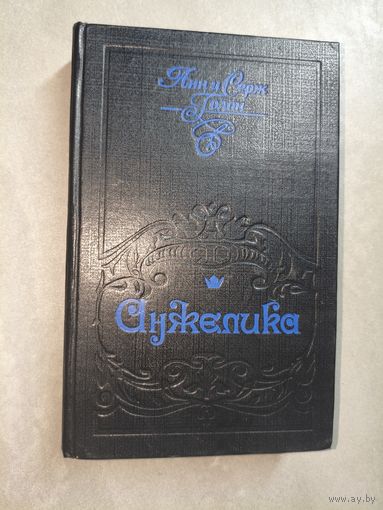 Анн и Серж
Голон
Анжелика
www.ay.by